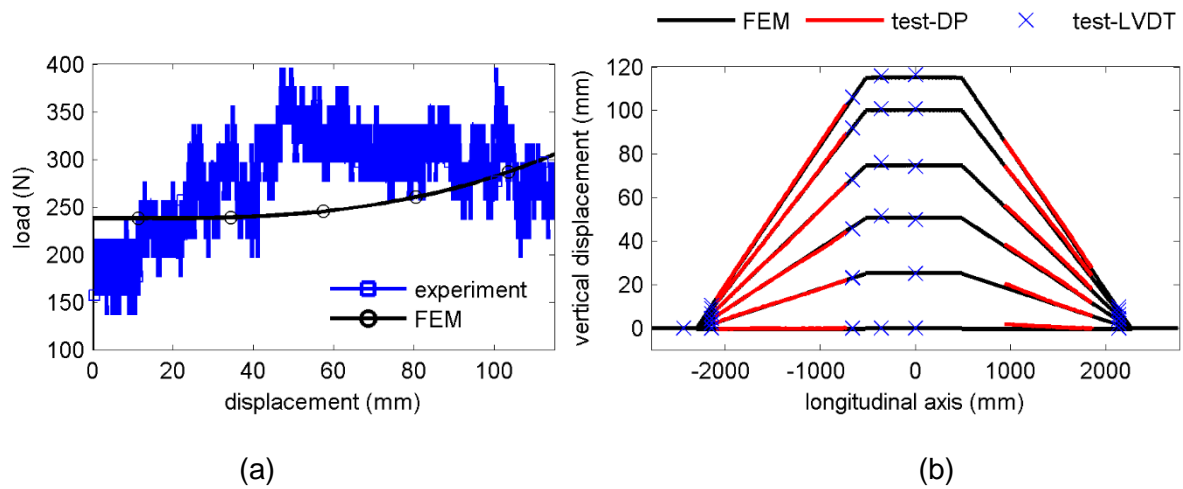 FEM test-DP test-LVDT
400
350
300
250
200
150
100
load (N)
experiment
FEM
0 20 40 60 80 100
displacement (mm)
120
100
80
60
40
20
0
vertical displacement (mm)
-2000 -1000 0 1000 2000
longitudinal axis (mm)
(a) (b)